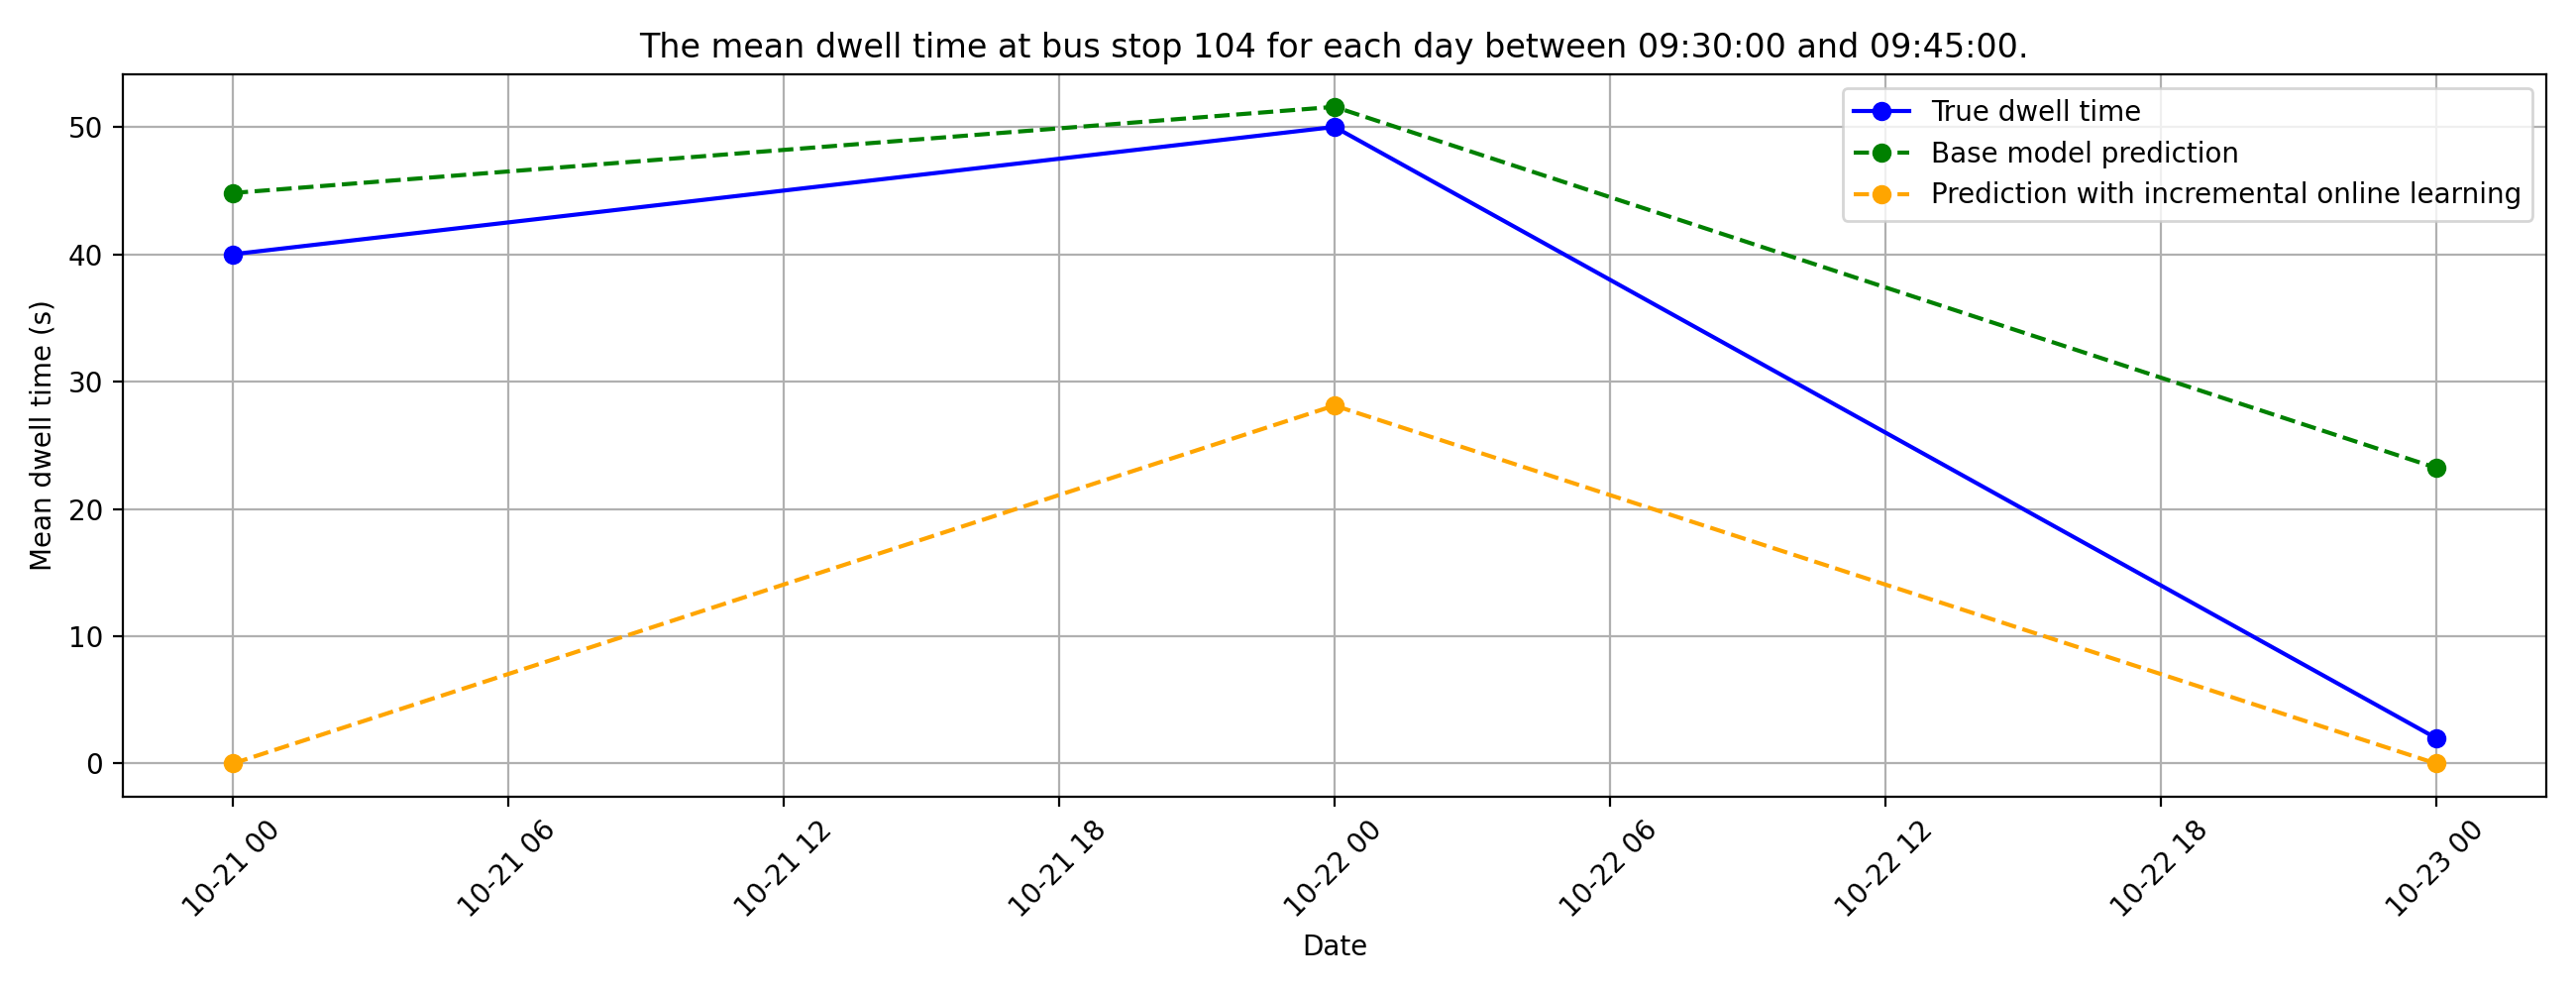 The mean dwell time at bus stop 104 for each day between 09:30:00 and 09:45:00.
True dwell time
Base model prediction
Prediction with incremental online learning
Mean dwell time (s)
50
40
30
20
10
0
10-21 00
10-21 06
10-21 12
10-21 18
10-22 00
10-22 06
10-22 12
10-22 18
10-23 00
Date